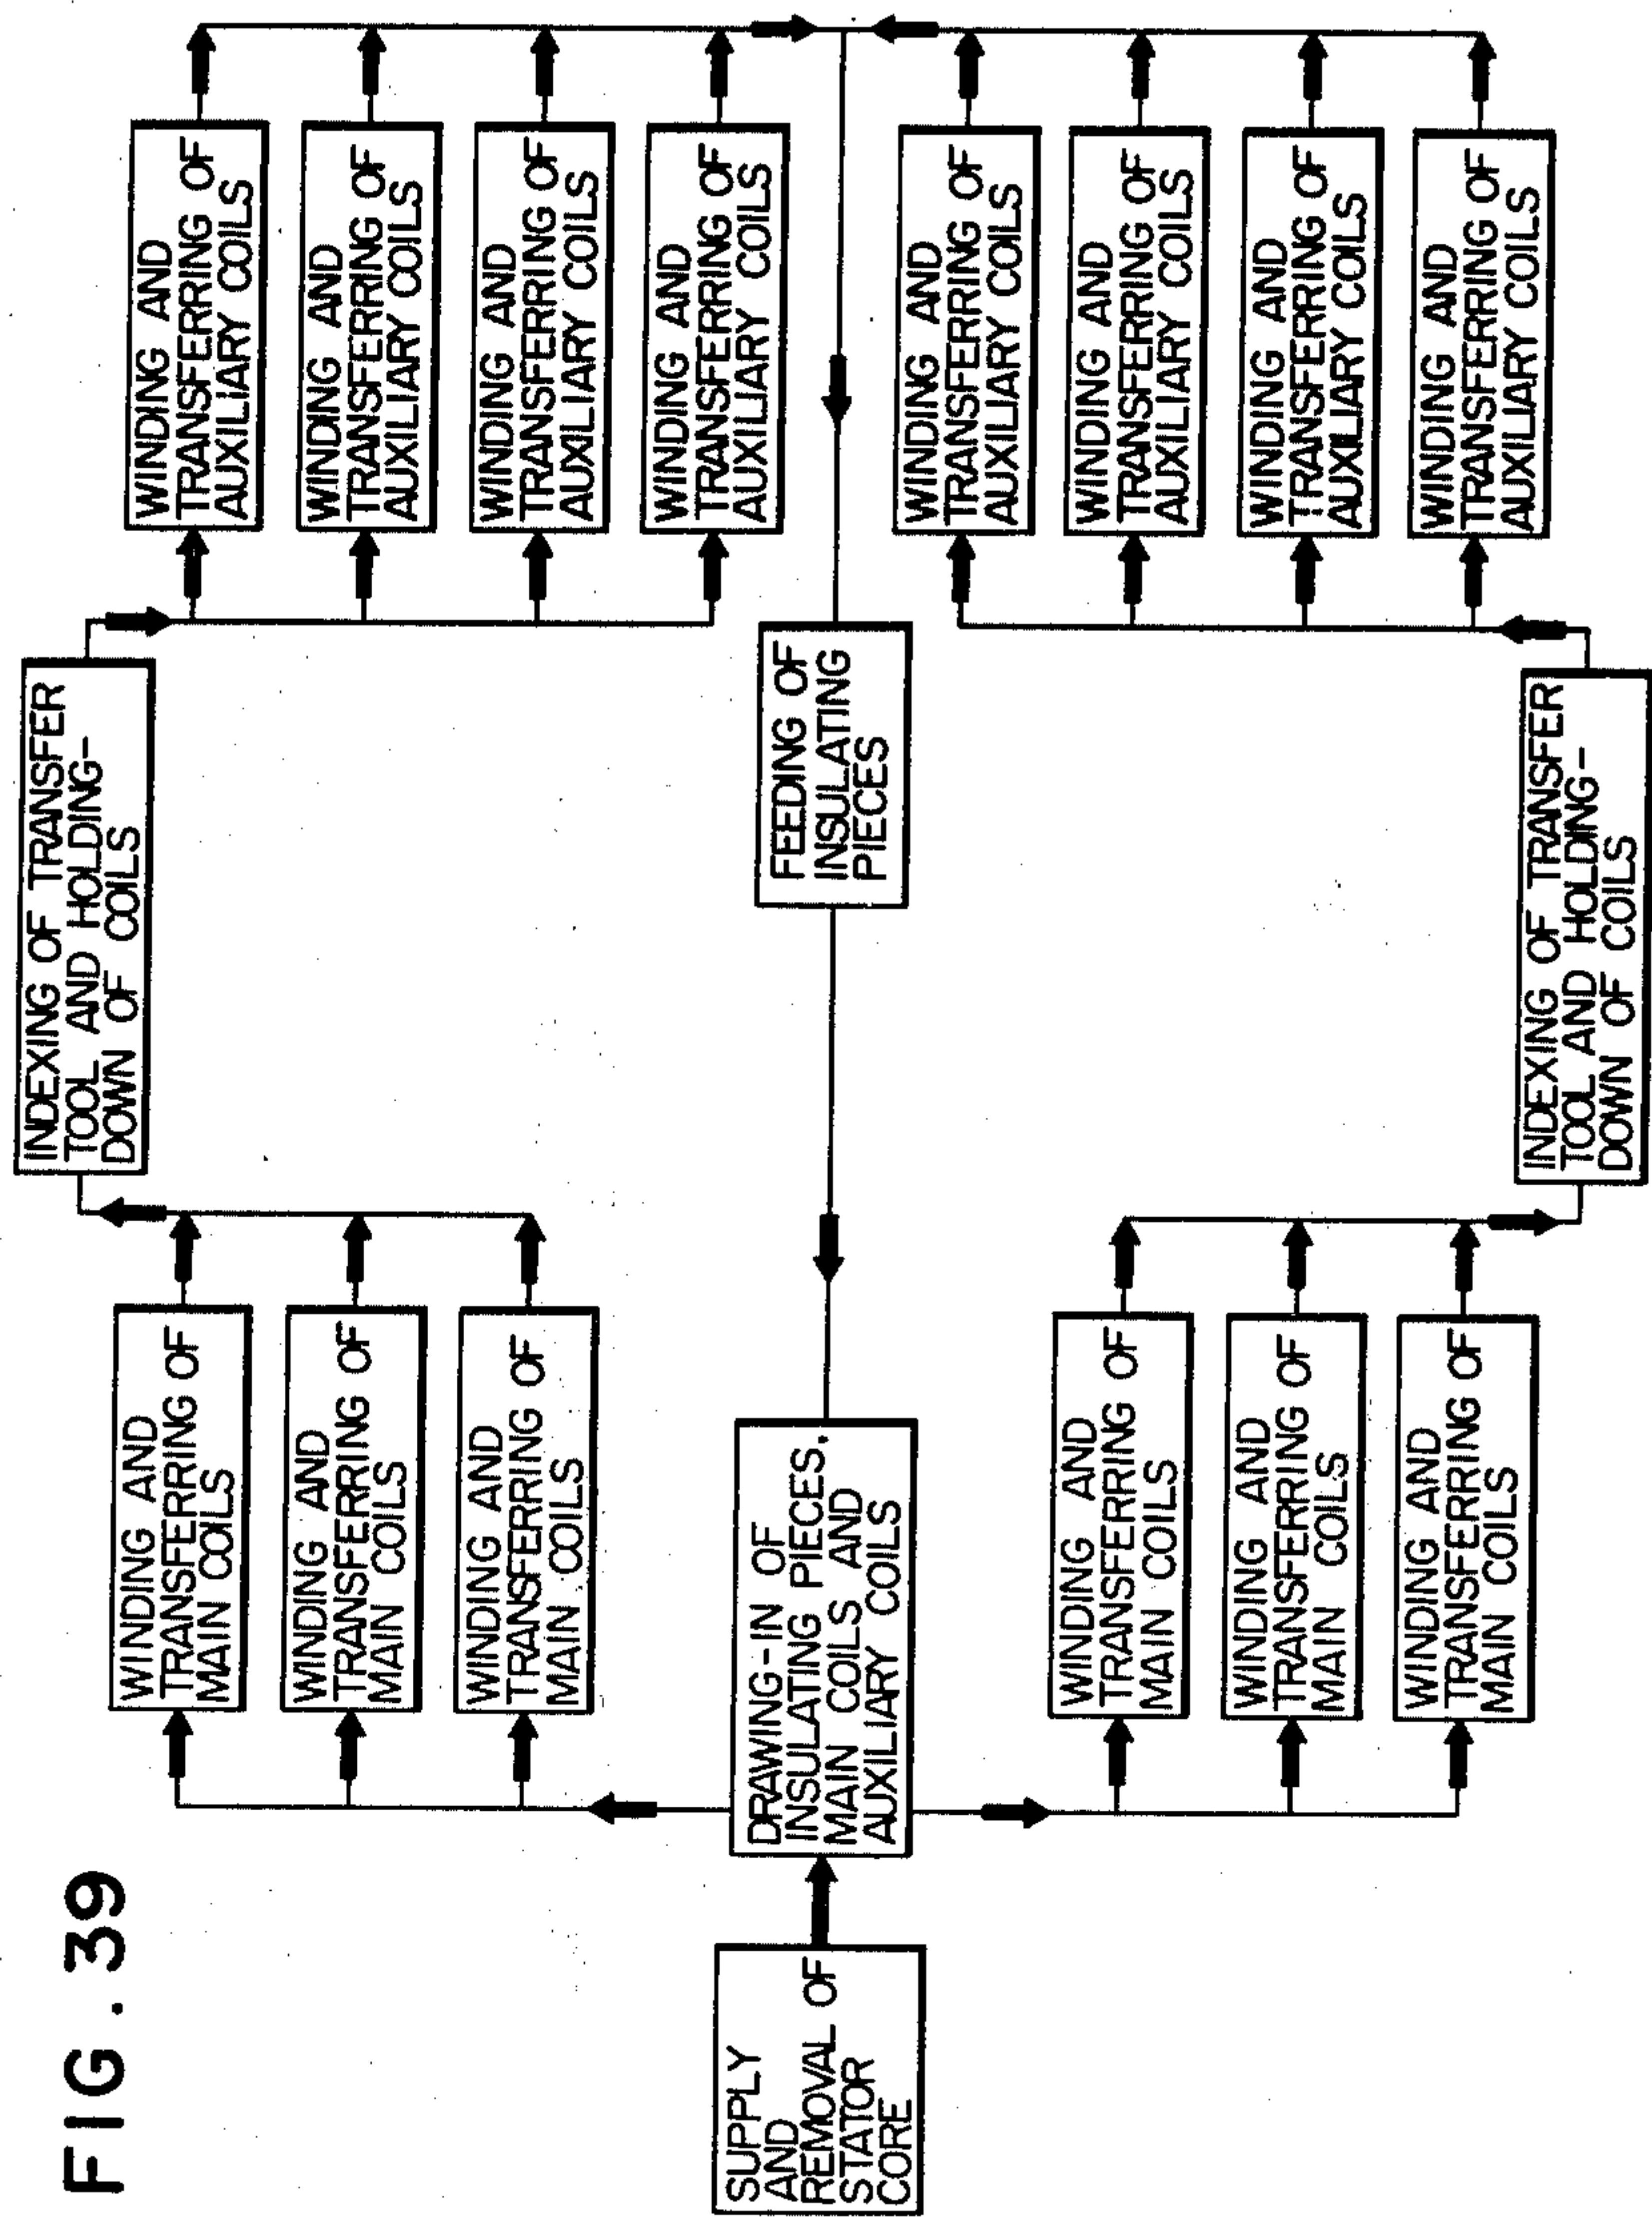 FIG. 39
SUPPLY
AND
REMOVAL OF
STATOR
CORE
DRAWING-IN OF
INSULATING PIECES,
MAIN COILS AND
AUXILIARY COILS
WINDING AND
TRANSFERRING OF
MAIN COILS
WINDING AND
TRANSFERRING OF
MAIN COILS
WINDING AND
TRANSFERRING OF
MAIN COILS
WINDING AND
TRANSFERRING OF
MAIN COILS
WINDING AND
TRANSFERRING OF
MAIN COILS
WINDING AND
TRANSFERRING OF
MAIN COILS
INDEXING OF TRANSFER
TOOL AND HOLDING-
DOWN OF COILS
FEEDING OF
INSULATING
PIECES
INDEXING OF TRANSFER
TOOL AND HOLDING-
DOWN OF COILS
WINDING AND
TRANSFERRING OF
AUXILIARY COILS
WINDING AND
TRANSFERRING OF
AUXILIARY COILS
WINDING AND
TRANSFERRING OF
AUXILIARY COILS
WINDING AND
TRANSFERRING OF
AUXILIARY COILS
WINDING AND
TRANSFERRING OF
AUXILIARY COILS
WINDING AND
TRANSFERRING OF
AUXILIARY COILS
WINDING AND
TRANSFERRING OF
AUXILIARY COILS
WINDING AND
TRANSFERRING OF
AUXILIARY COILS